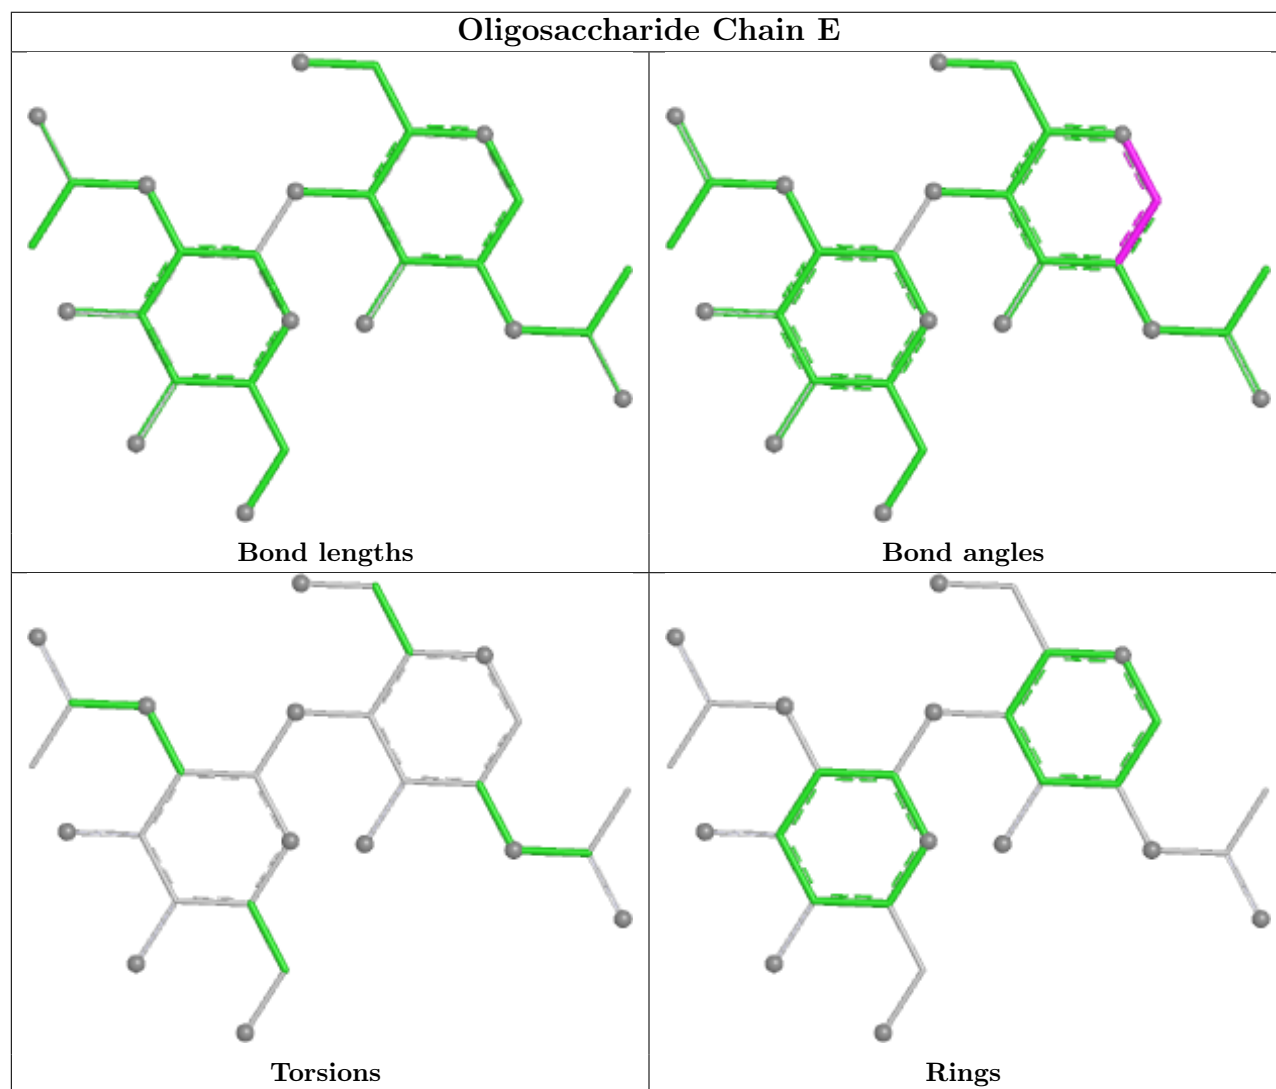 Oligosaccharide Chain E
Bond lengths
Bond angles
Torsions
Rings